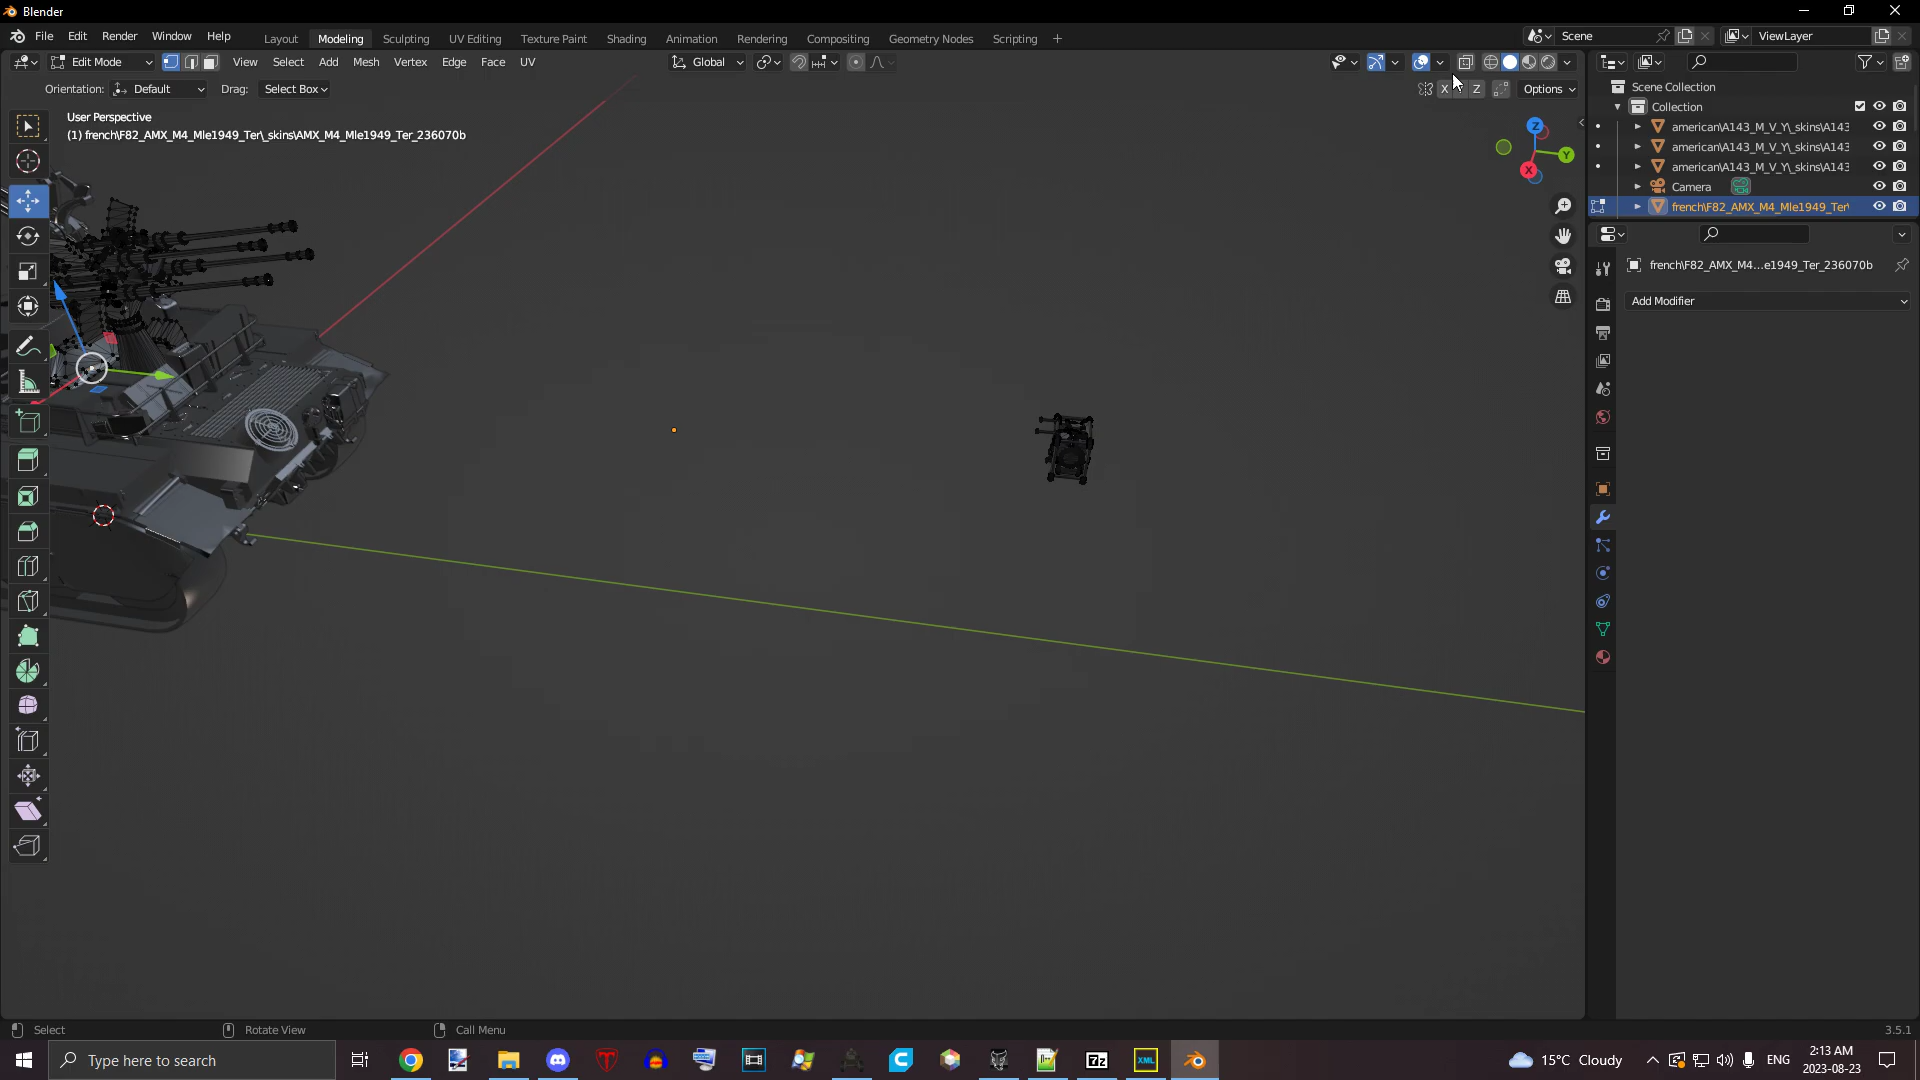 Blender
File Edit Render Window Help
Layout Modeling Sculpting UV Editing Texture Paint Shading Animation Rendering Compositing Geometry Nodes Scripting +
Scene
ViewLayer
Edit Mode View Select Add Mesh Vertex Edge Face UV
Global
Orientation: Default Drag: Select Box
X Z Options
User Perspective
(1) french\F82_AMX_M4_Mle1949_Ter\_skins\AMX_M4_Mle1949_Ter_236070b
Z
Y
X
Scene Collection
Collection
american\A143_M_V_Y\_skins\A143
american\A143_M_V_Y\_skins\A143
american\A143_M_V_Y\_skins\A143
Camera
french\F82_AMX_M4_Mle1949_Ter\
french\F82_AMX_M4...e1949_Ter_236070b
Add Modifier
Select Rotate View Call Menu 3.5.1
Type here to search
7z
XML
15°C Cloudy
ENG
2:13 AM
2023-08-23